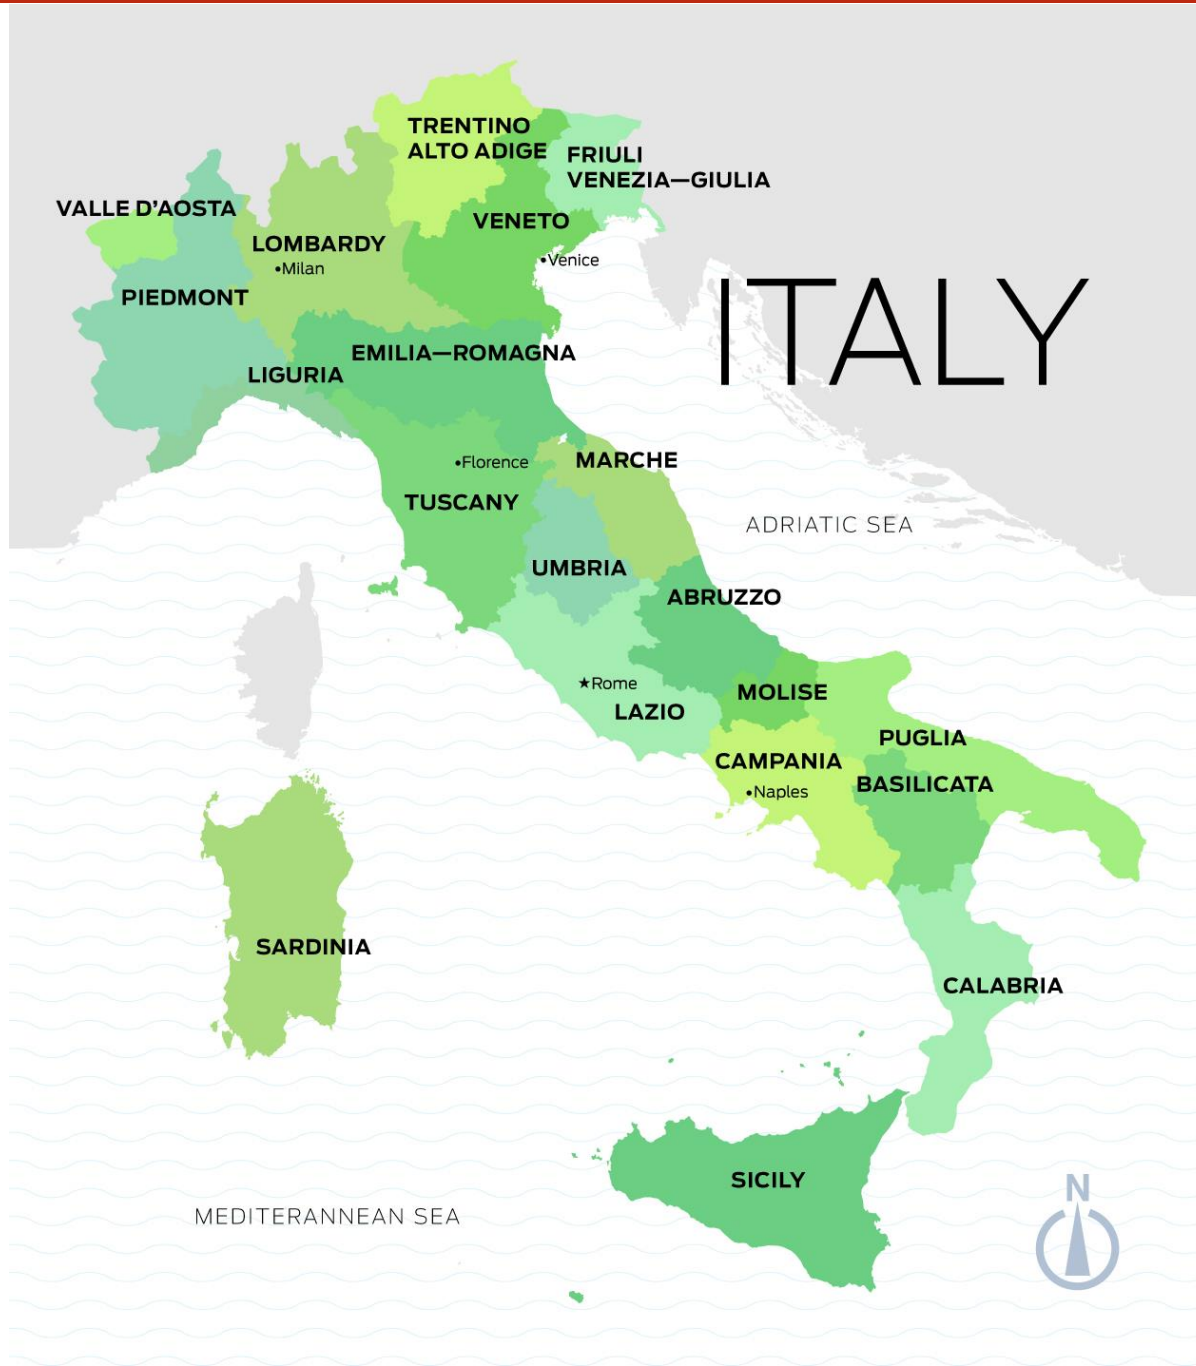 TRENTINO
ALTO ADIGE
FRIULI
VENEZIA—GIULIA
VALLE D'AOSTA
VENETO
LOMBARDY
•Milan
•Venice
PIEDMONT
ITALY
EMILIA—ROMAGNA
LIGURIA
•Florence
MARCHE
TUSCANY
ADRIATIC SEA
UMBRIA
ABRUZZO
★Rome
MOLISE
LAZIO
PUGLIA
CAMPANIA
BASILICATA
•Naples
SARDINIA
CALABRIA
SICILY
N
MEDITERANNEAN SEA